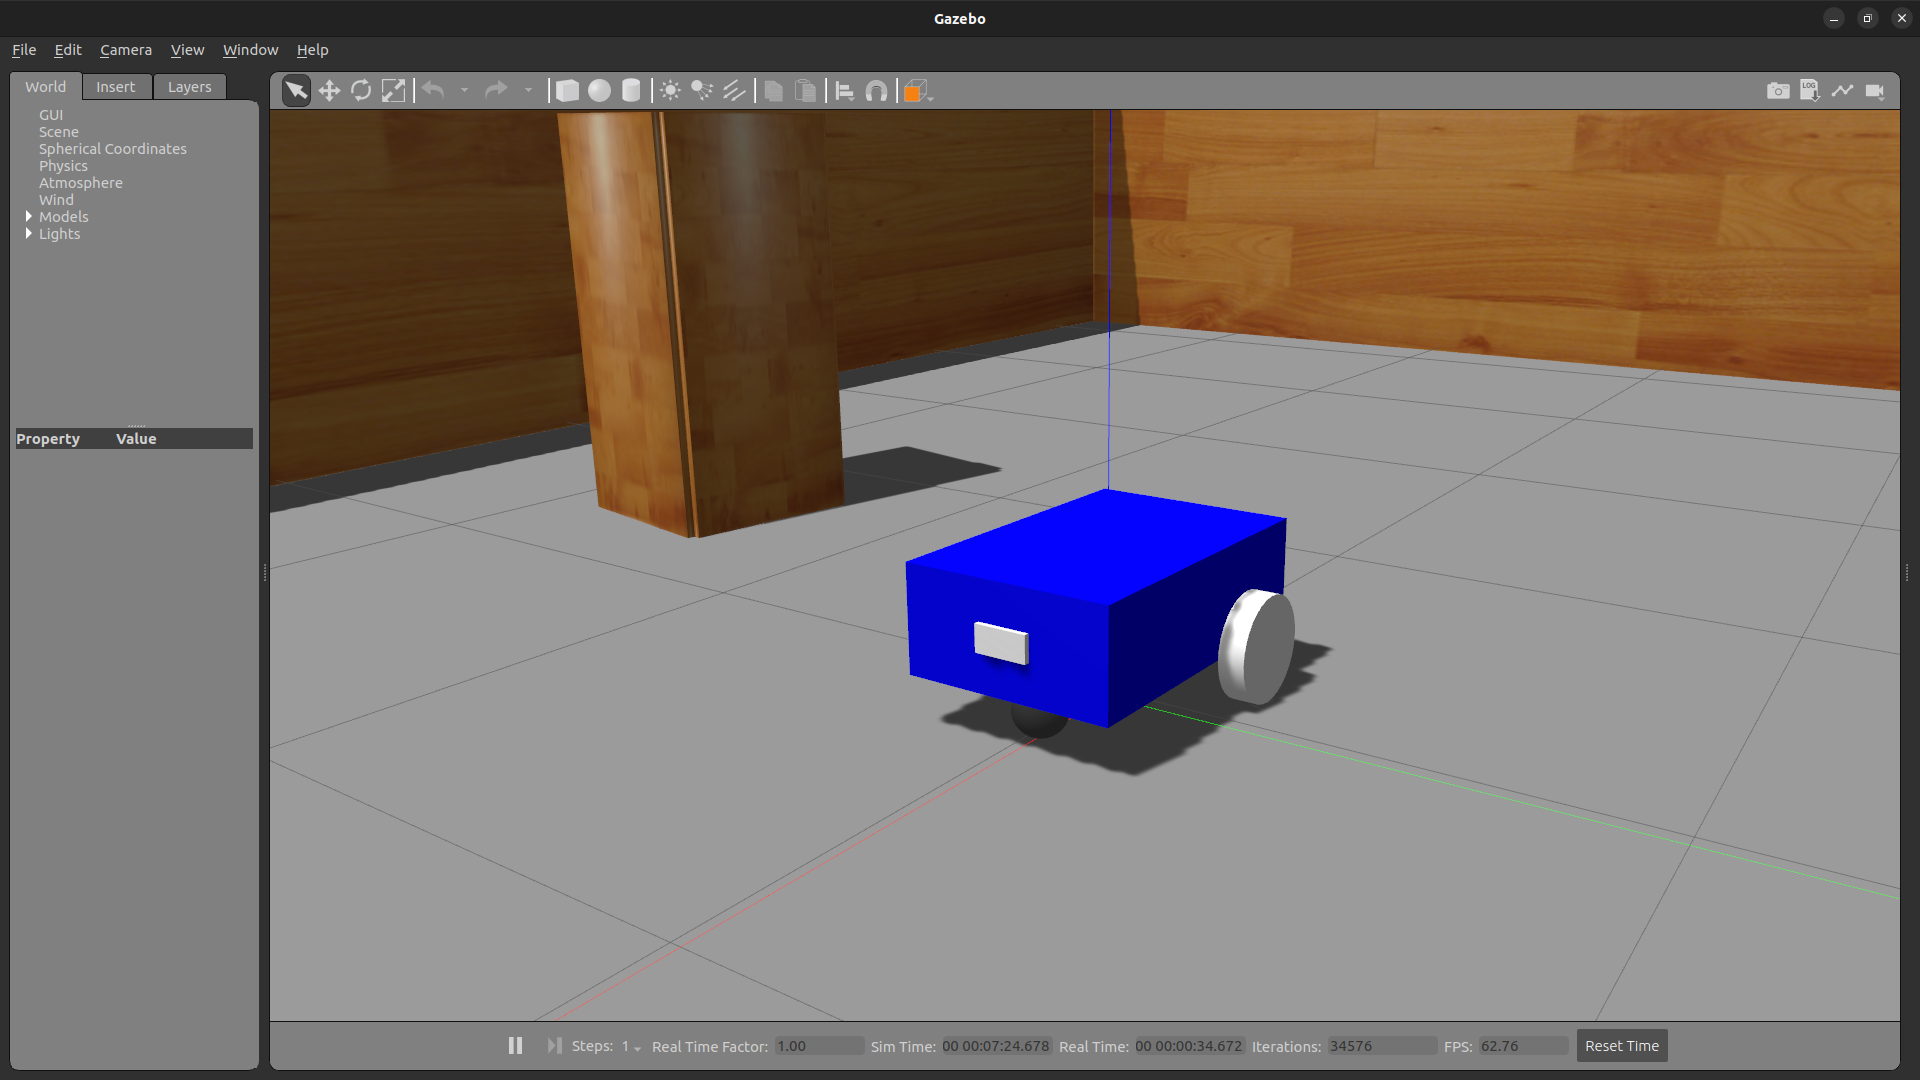 Gazebo
File Edit Camera View Window Help
World Insert Layers
GUI
Scene
Spherical Coordinates
Physics
Atmosphere
Wind
Models
Lights
Property Value
LOG
Steps: 1 Real Time Factor: 1.00 Sim Time: 00 00:07:24.678 Real Time: 00 00:00:34.672 Iterations: 34576 FPS: 62.76 Reset Time